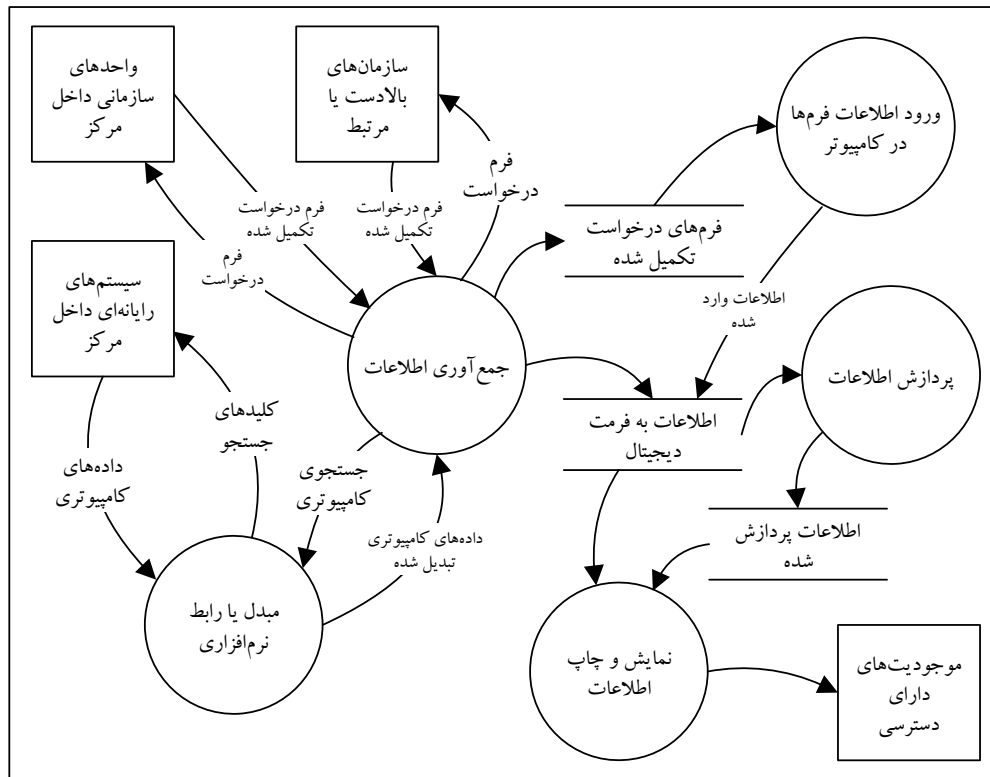 واحدهای
سازمانی داخل
مرکز
سازمان‌های
بالادست یا
مرتبط
ورود اطلاعات فرم‌ها
در کامپیوتر
فرم
درخواست
فرم درخواست
تکمیل شده
فرم درخواست
تکمیل شده
فرم
درخواست
فرم‌های درخواست
تکمیل شده
سیستم‌های
رایانه‌ای داخل
مرکز
اطلاعات وارد
شده
جمع‌آوری اطلاعات
پردازش اطلاعات
کلیدهای
جستجو
اطلاعات به فرمت
دیجیتال
داده‌های
کامپیوتری
جستجوی
کامپیوتری
داده‌های کامپیوتری
تبدیل شده
اطلاعات پردازش
شده
مبدل یا رابط
نرم‌افزاری
نمایش و چاپ
اطلاعات
موجودیت‌های
دارای
دسترسی